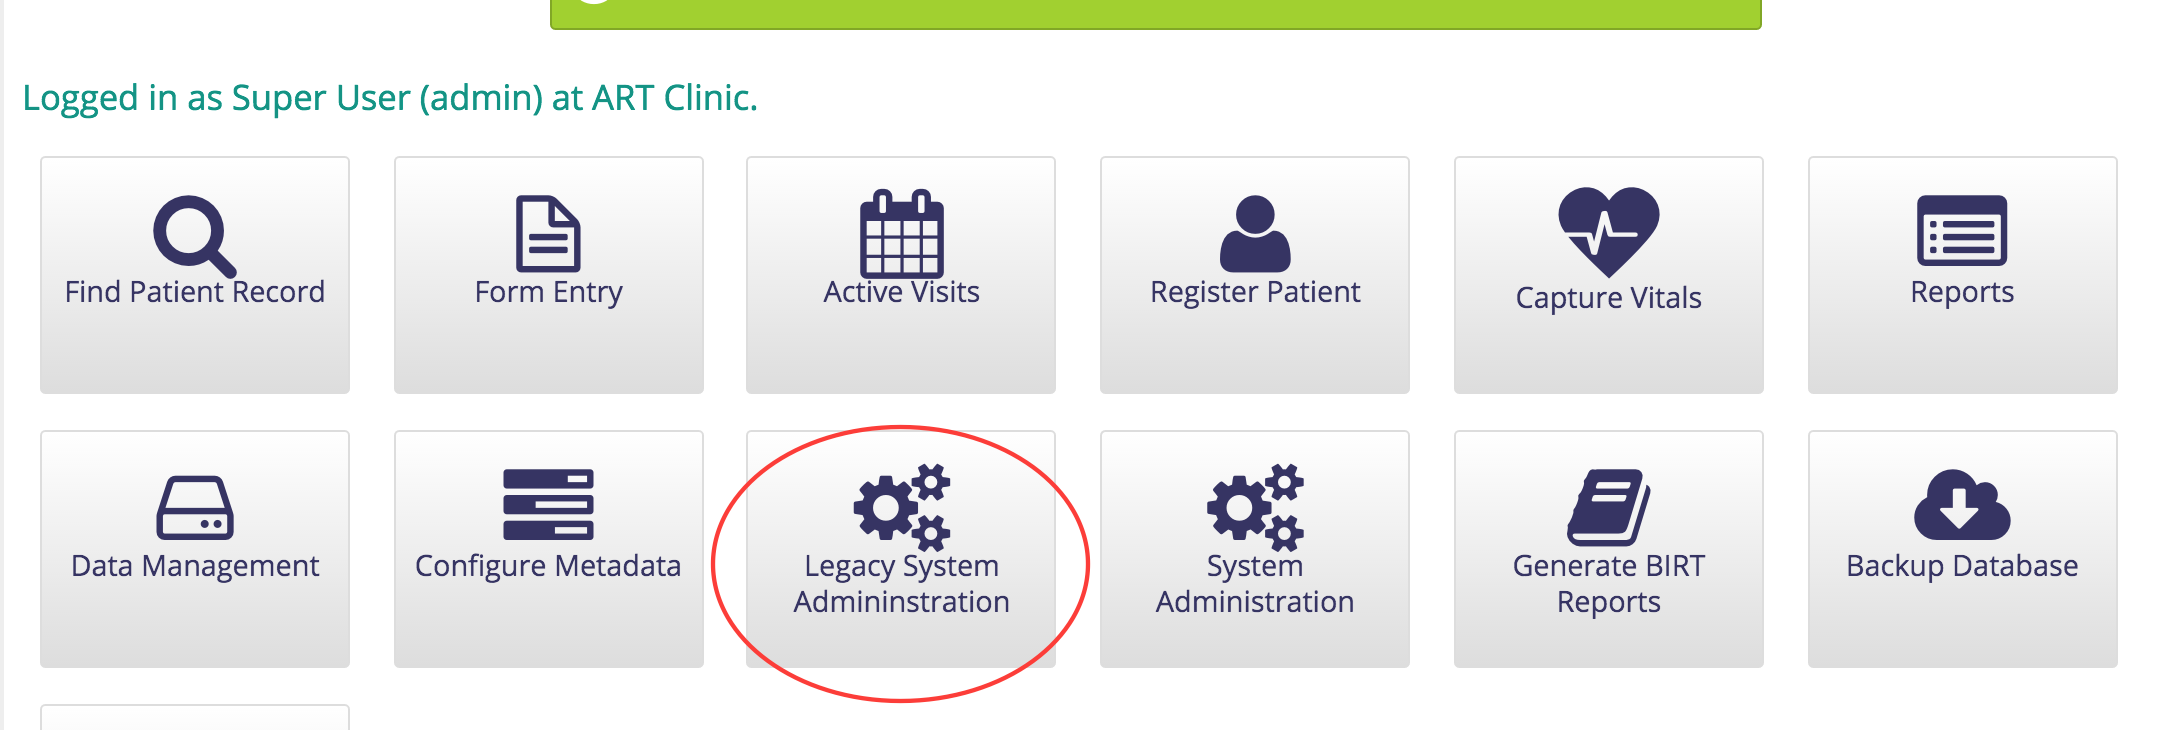 Logged in as Super User (admin) at ART Clinic.
Find Patient Record
Form Entry
Active Visits
Register Patient
Capture Vitals
Reports
Data Management
Configure Metadata
Legacy System
Admininstration
System
Administration
Generate BIRT
Reports
Backup Database